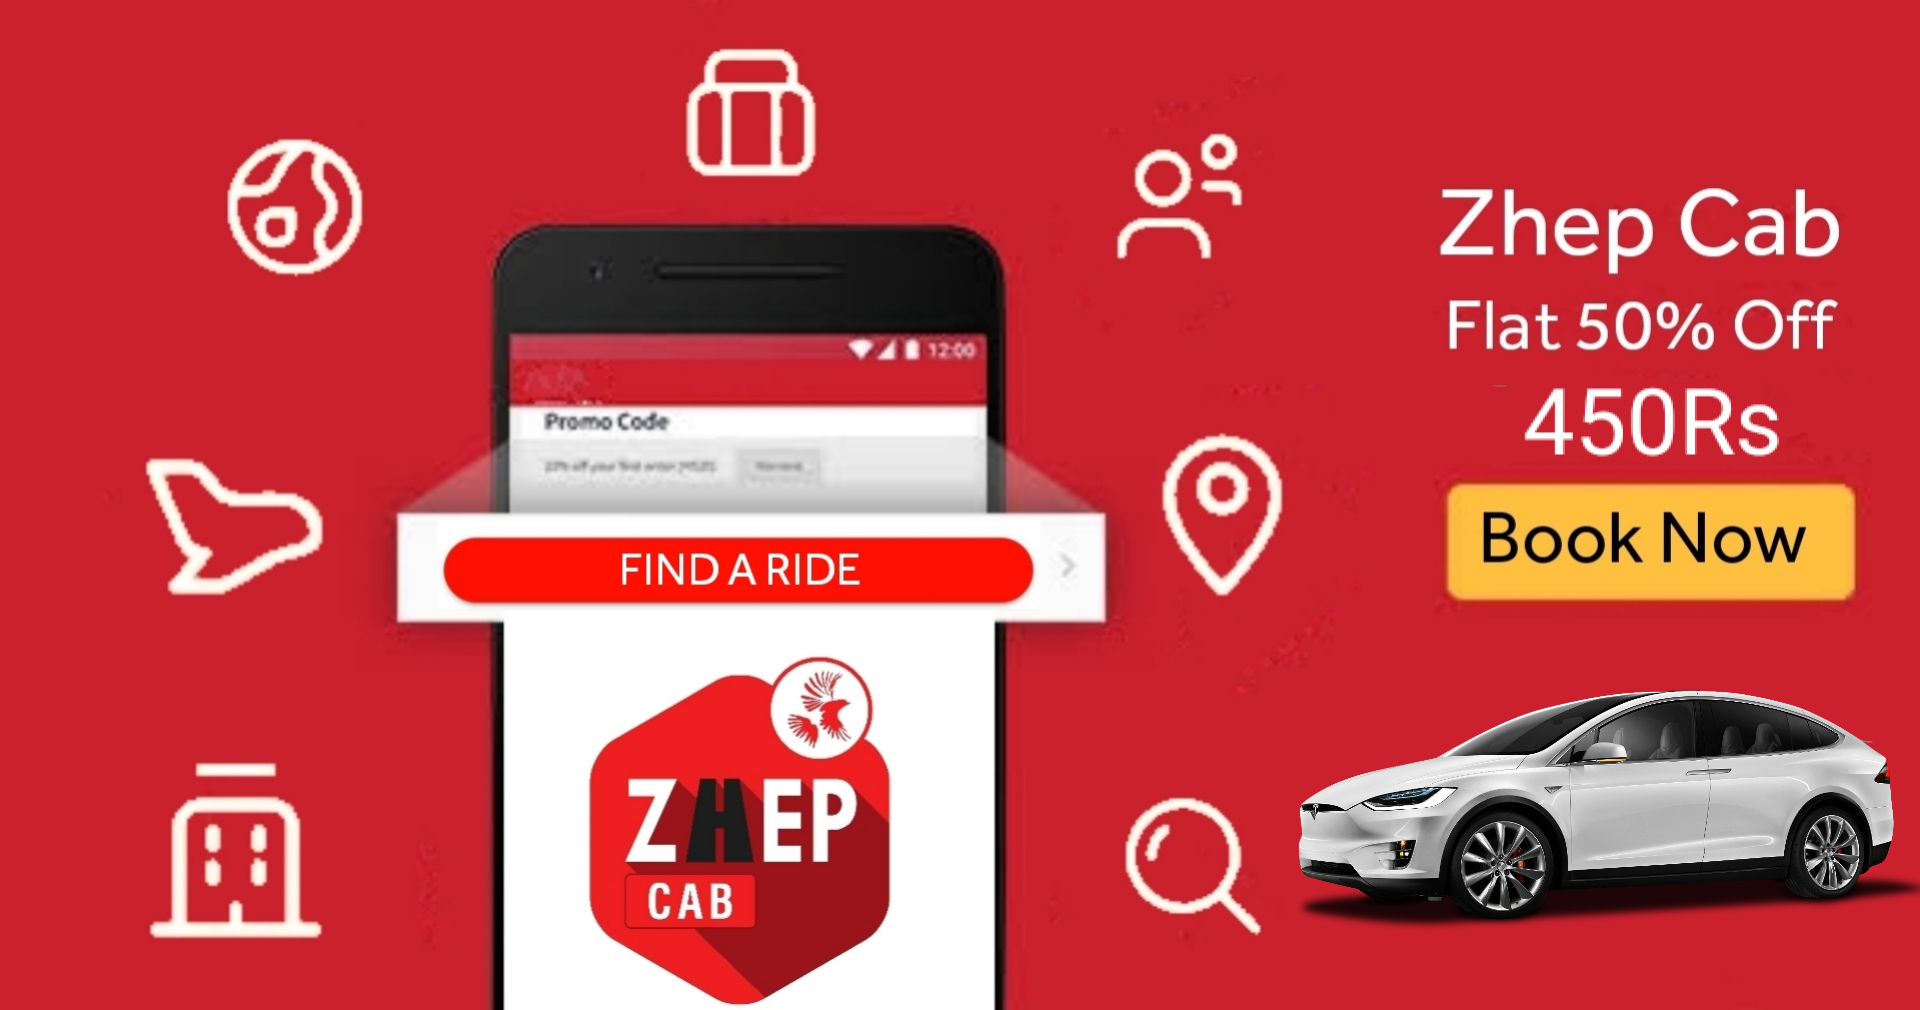 Zhep Cab
Flat 50% Off
450Rs
Book Now
12:00
Promo Code
FIND A RIDE
ZHEP
CAB